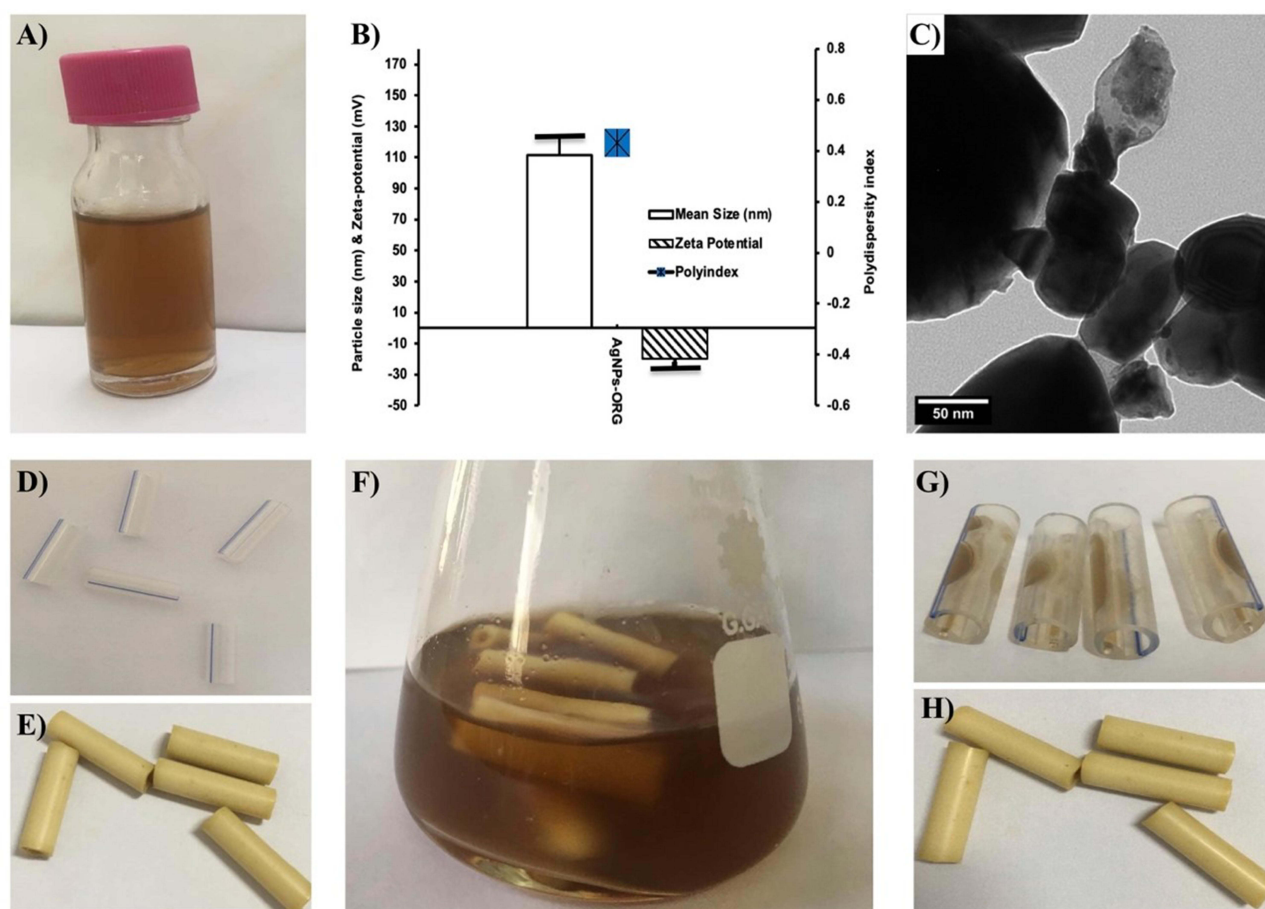 A)
B)
Particle size (nm) & Zeta-potential (mV)
170
150
130
110
90
70
50
30
10
-10
-30
-50
Mean Size (nm)
Zeta Potential
Polyindex
AgNPs-ORG
0.8
0.6
0.4
0.2
0
-0.2
-0.4
-0.6
Polydispersity index
C)
50 nm
D)
E)
F)
G.G.
G)
H)